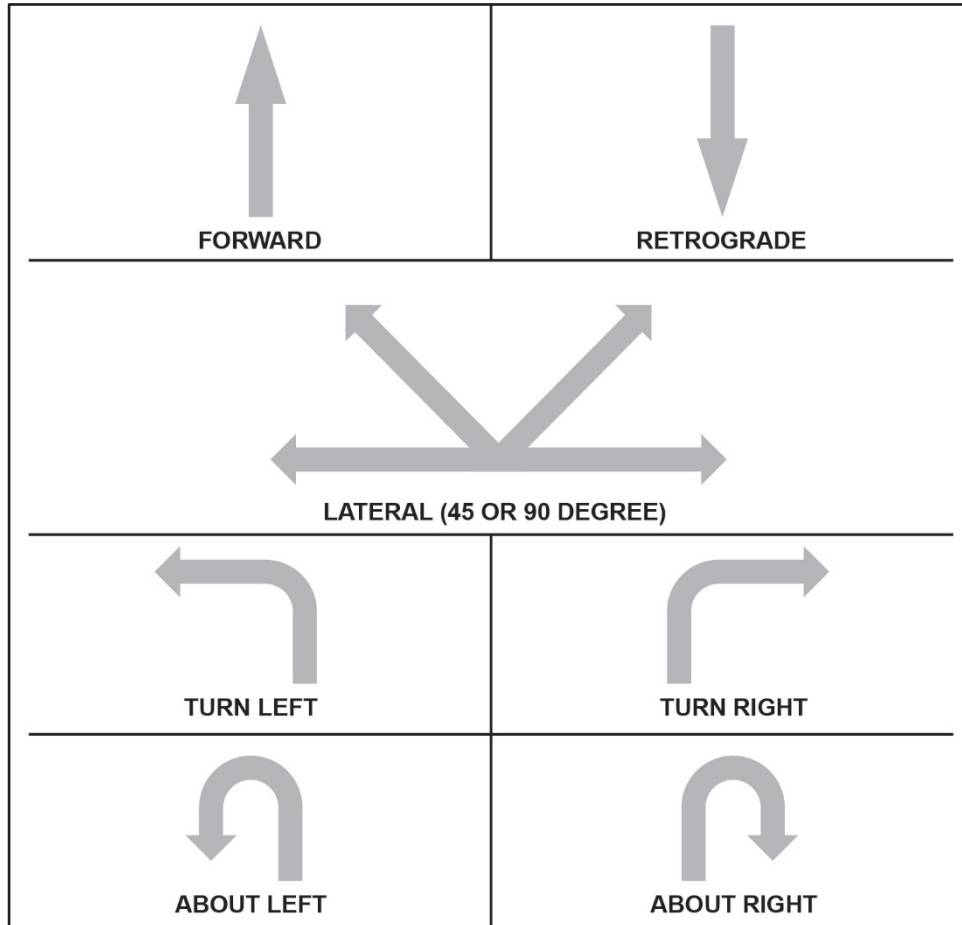 FORWARD
RETROGRADE
LATERAL (45 OR 90 DEGREE)
TURN LEFT
TURN RIGHT
ABOUT LEFT
ABOUT RIGHT